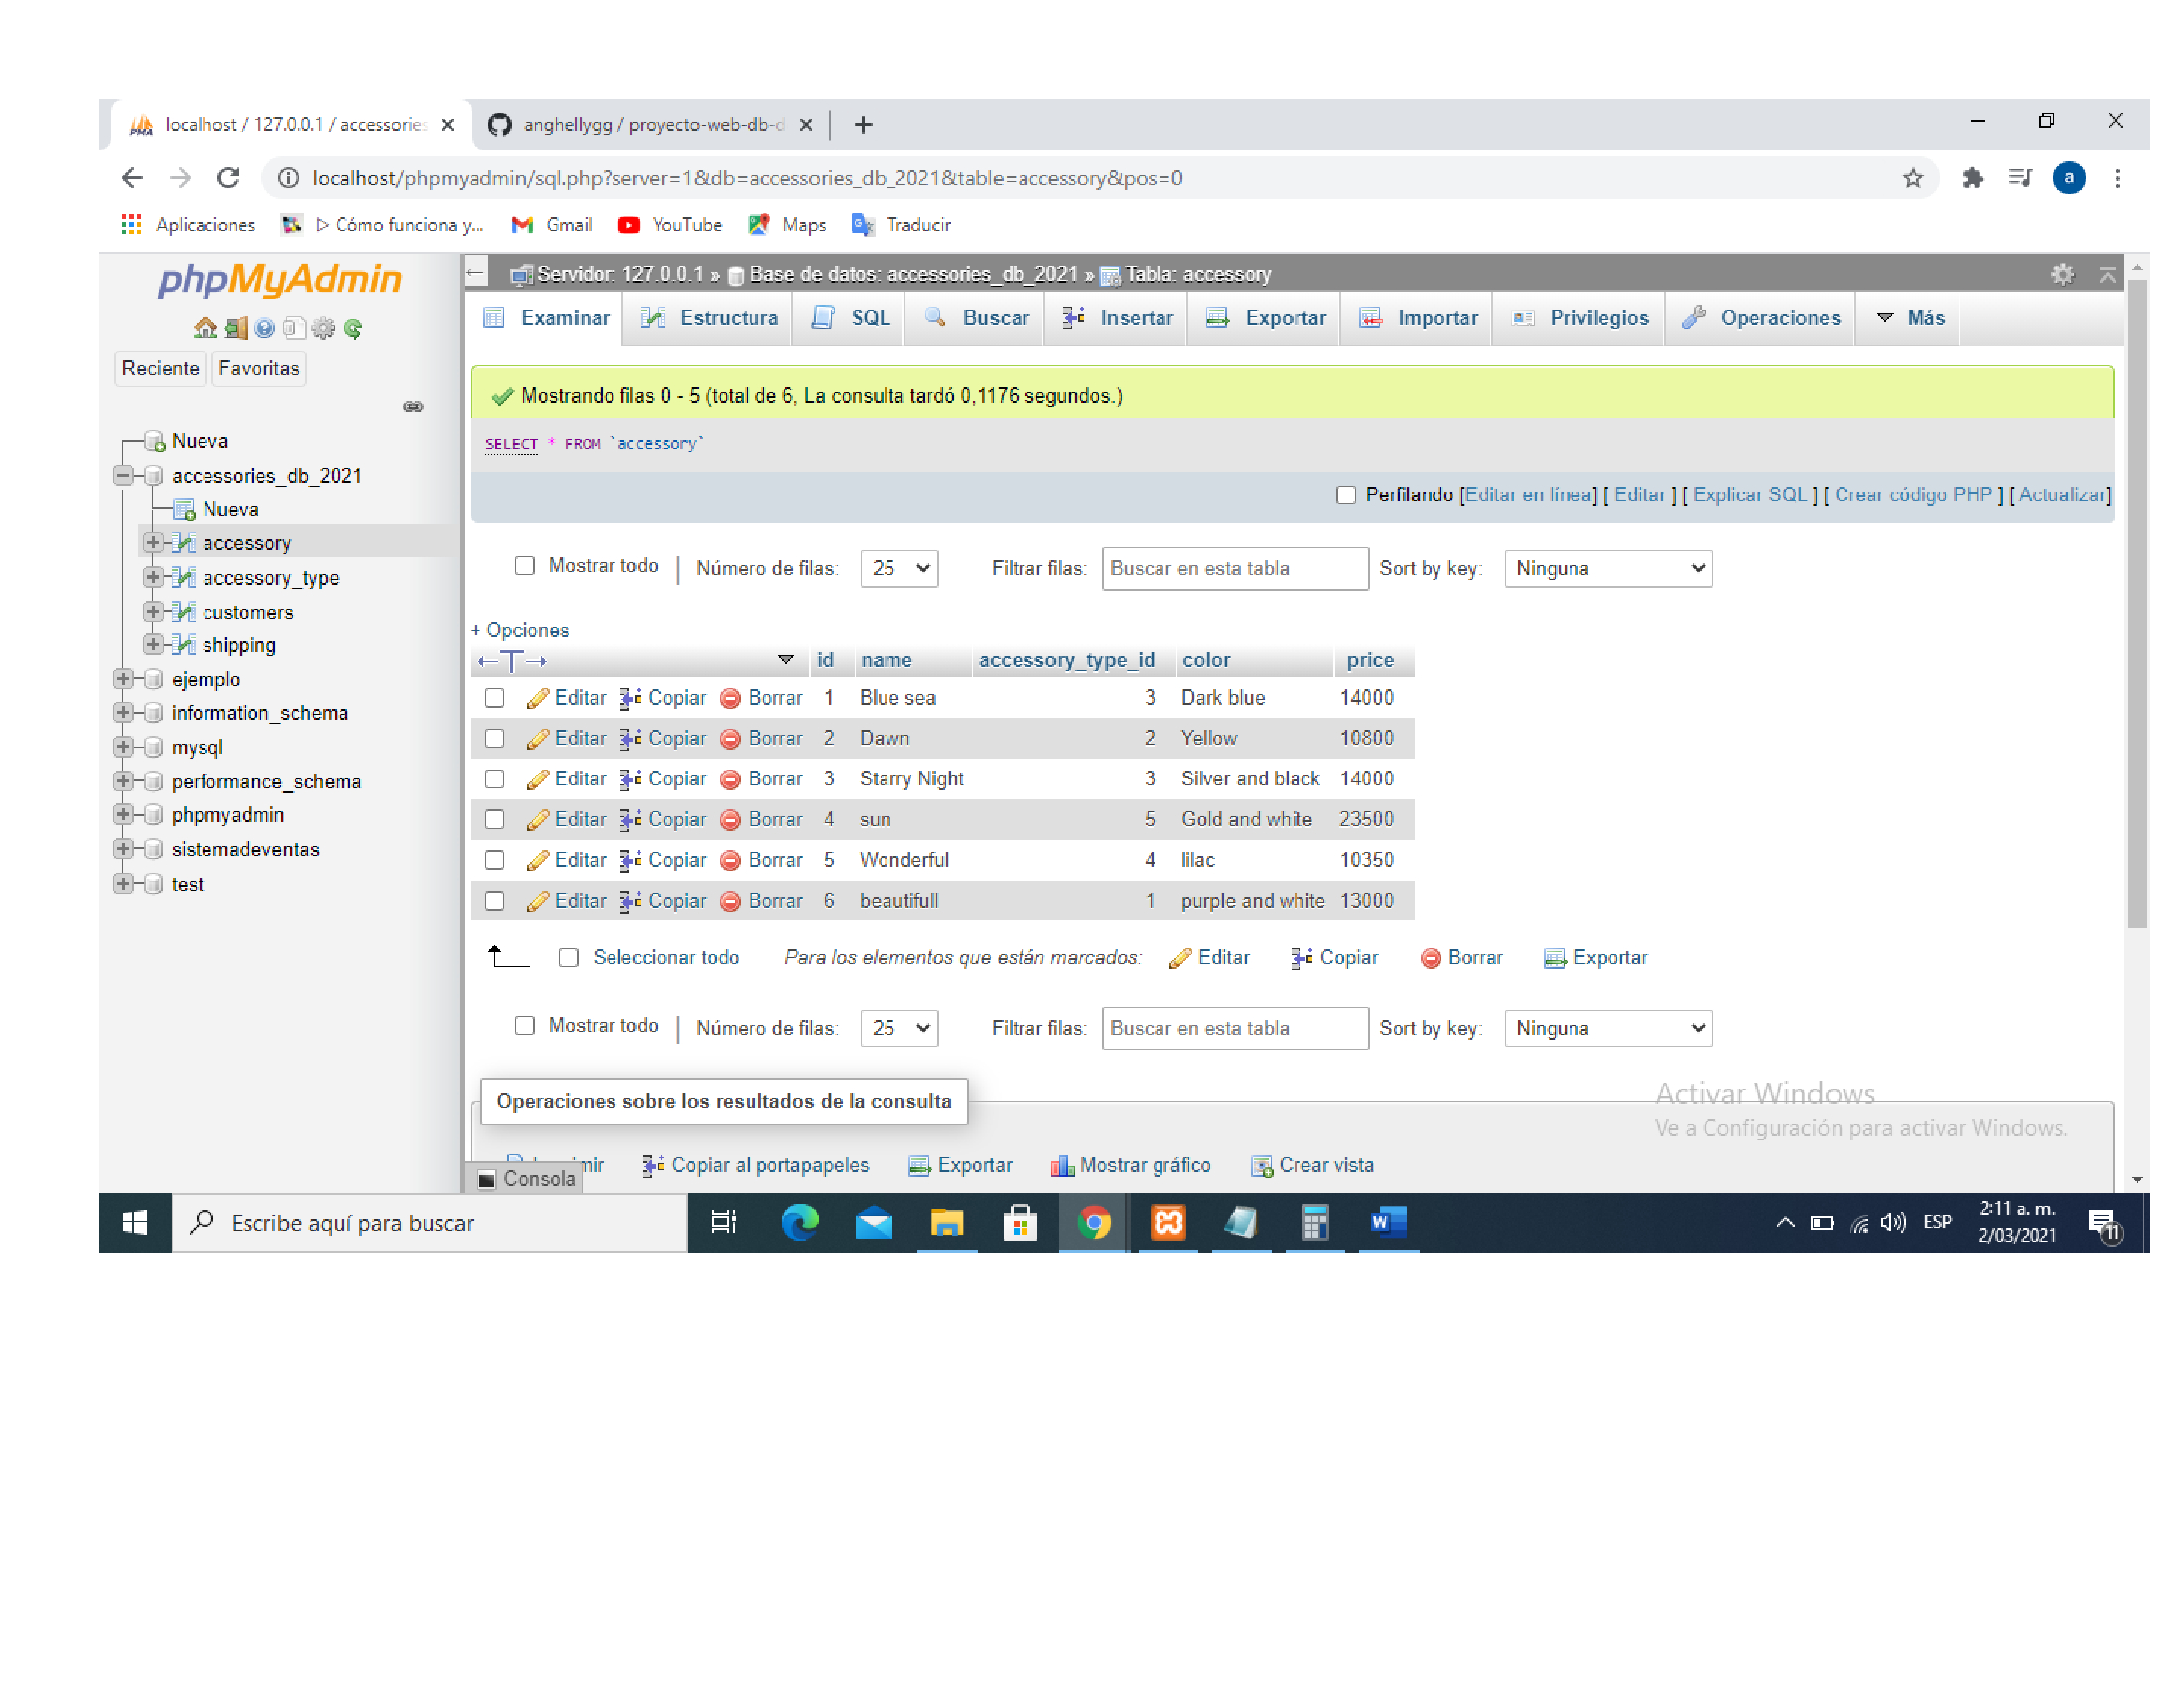 localhost / 127.0.0.1 / accessories
anghellygg / proyecto-web-db-d
localhost/phpmyadmin/sql.php?server=1&db=accessories_db_2021&table=accessory&pos=0
a
Aplicaciones Cómo funciona y... Gmail YouTube Maps Traducir
phpMyAdmin
Reciente Favoritas
Nueva
accessories_db_2021
Nueva
accessory
accessory_type
customers
shipping
ejemplo
information_schema
mysql
performance_schema
phpmyadmin
sistemadeventas
test
Servidor: 127.0.0.1 » Base de datos: accessories_db_2021 » Tabla: accessory
Examinar Estructura SQL Buscar Insertar Exportar Importar Privilegios Operaciones Más
Mostrando filas 0 - 5 (total de 6, La consulta tardó 0,1176 segundos.)
SELECT * FROM `accessory`
Perfilando [Editar en línea] [ Editar ] [ Explicar SQL ] [ Crear código PHP ] [ Actualizar]
Mostrar todo | Número de filas: 25 Filtrar filas: Buscar en esta tabla Sort by key: Ninguna
+ Opciones
id name accessory_type_id color price
Editar Copiar Borrar 1 Blue sea 3 Dark blue 14000
Editar Copiar Borrar 2 Dawn 2 Yellow 10800
Editar Copiar Borrar 3 Starry Night 3 Silver and black 14000
Editar Copiar Borrar 4 sun 5 Gold and white 23500
Editar Copiar Borrar 5 Wonderful 4 lilac 10350
Editar Copiar Borrar 6 beautifull 1 purple and white 13000
Seleccionar todo Para los elementos que están marcados: Editar Copiar Borrar Exportar
Mostrar todo | Número de filas: 25 Filtrar filas: Buscar en esta tabla Sort by key: Ninguna
Operaciones sobre los resultados de la consulta
Copiar al portapapeles Exportar Mostrar gráfico Crear vista
Consola
Activar Windows
Ve a Configuración para activar Windows.
Escribe aquí para buscar
ESP
2:11 a. m.
2/03/2021
11